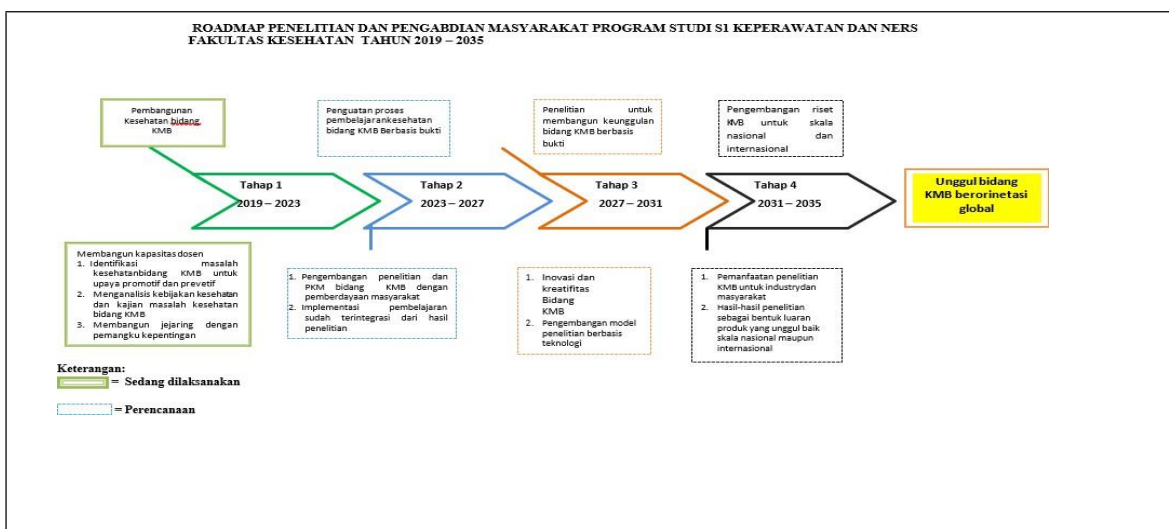 ROADMAP PENELITIAN DAN PENGABDIAN MASYARAKAT PROGRAM STUDI S1 KEPERAWATAN DAN NERS
FAKULTAS KESEHATAN TAHUN 2019 – 2035
Pembangunan
Kesehatan bidang
KMB
Penguatan proses
pembelajarankesehatan
bidang KMB Berbasis bukti
Penelitian untuk
membangun keunggulan
bidang KMB berbasis
bukti
Pengembangan riset
KMB untuk skala
nasional dan
internasional
Tahap 1
2019 – 2023
Tahap 2
2023 – 2027
Tahap 3
2027 – 2031
Tahap 4
2031 – 2035
Unggul bidang
KMB berorinetasi
global
Membangun kapasitas dosen
1. Identifikasi masalah
kesehatanbidang KMB untuk
upaya promotif dan prevetif
2. Menganalisis kebijakan kesehatan
dan kajian masalah kesehatan
bidang KMB
3. Membangun jejaring dengan
pemangku kepentingan
1. Pengembangan penelitian dan
PKM bidang KMB dengan
pemberdayaan masyarakat
2. Implementasi pembelajaran
sudah terintegrasi dari hasil
penelitian
1. Inovasi dan
kreatifitas
Bidang
KMB
2. Pengembangan model
penelitian berbasis
teknologi
1. Pemanfaatan penelitian
KMB untuk industrydan
masyarakat
2. Hasil-hasil penelitian
sebagai bentuk luaran
produk yang unggul baik
skala nasional maupun
internasional
Keterangan:
= Sedang dilaksanakan
= Perencanaan